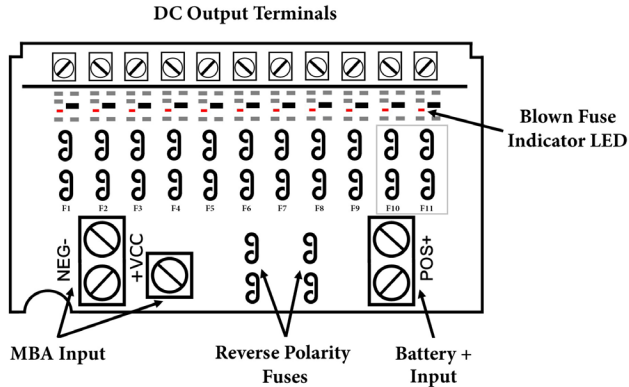 DC Output Terminals
Blown Fuse
Indicator LED
F1 F2 F3 F4 F5 F6 F7 F8 F9 F10 F11
NEG-
+VCC
POS+
MBA Input
Reverse Polarity
Fuses
Battery +
Input